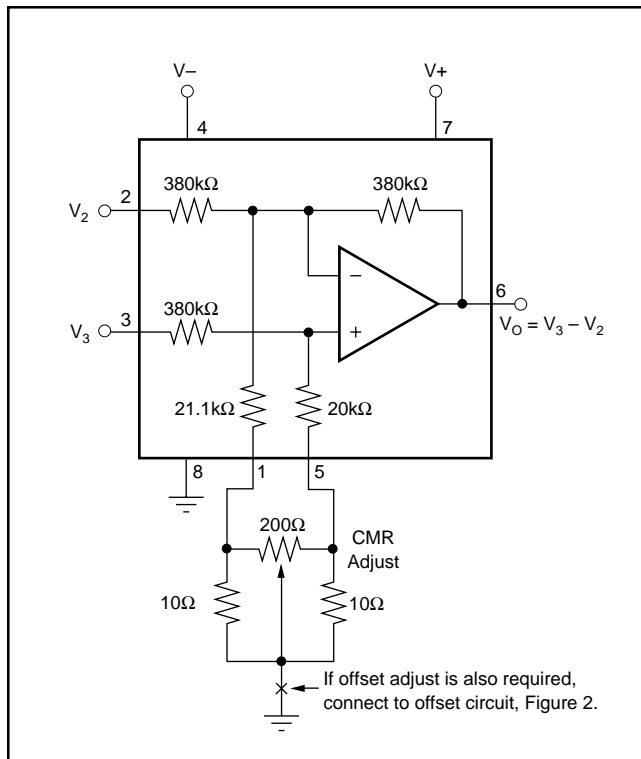 V–
V+
4
7
2
380kΩ
380kΩ
V2
–
3
380kΩ
6
V3
+
VO = V3 – V2
21.1kΩ
20kΩ
8
1
5
200Ω
CMR
Adjust
10Ω
10Ω
If offset adjust is also required,
connect to offset circuit, Figure 2.